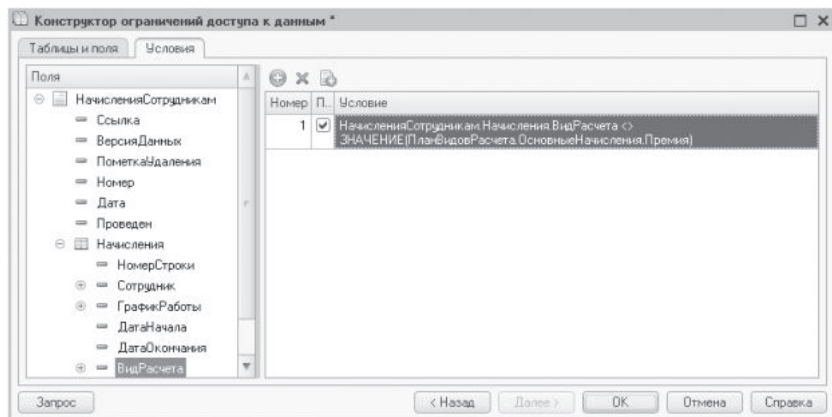 Конструктор ограничений доступа к данным *
Таблицы и поля
Условия
Поля
НачисленияСотрудникам
Ссылка
ВерсияДанных
ПометкаУдаления
Номер
Дата
Проведен
Начисления
НомерСтроки
Сотрудник
ГрафикРаботы
ДатаНачала
ДатаОкончания
ВидРасчета
Номер П... Условие
1 НачисленияСотрудникам.Начисления.ВидРасчета <>
ЗНАЧЕНИЕ(ПланВидовРасчета.ОсновныеНачисления.Премия)
Запрос
< Назад
Далее >
OK
Отмена
Справка